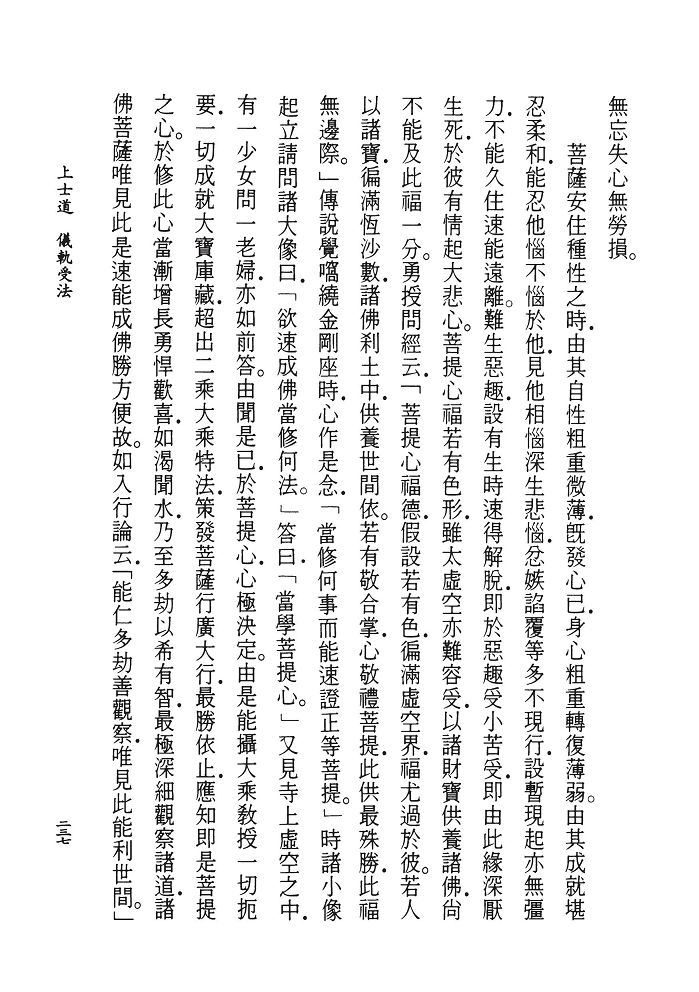 無忘失心無勞損。
菩薩安住種性之時．由其自性粗重微薄．旣發心已．身心粗重轉復薄弱。由其成就堪
忍柔和．能忍他惱不惱於他．見他相惱深生悲惱．忿嫉諂覆等多不現行．設暫現起亦無彊
力．不能久住速能遠離。難生惡趣．設有生時速得解脫．即於惡趣受小苦受．即由此緣深厭
生死．於彼有情起大悲心。菩提心福若有色形．雖太虛空亦難容受．以諸財寶供養諸佛．尙
不能及此福一分。勇授問經云．「菩提心福德．假設若有色．徧滿虛空界．福尤過於彼。若人
以諸寶．徧滿恆沙數．諸佛刹土中．供養世間依。若有敬合掌．心敬禮菩提．此供最殊勝．此福
無邊際。」傳說覺㗑繞金剛座時．心作是念．「當修何事而能速證正等菩提。」時諸小像
起立請問諸大像曰．「欲速成佛當修何法。」答曰．「當學菩提心。」又見寺上虛空之中．
有一少女問一老婦．亦如前答。由聞是已．於菩提心．心極決定。由是能攝大乘敎授一切扼
要．一切成就大寶庫藏．超出二乘大乘特法．策發菩薩行廣大行．最勝依止．應知即是菩提
之心。於修此心當漸增長勇悍歡喜．如渴聞水．乃至多劫以希有智．最極深細觀察諸道．諸
佛菩薩唯見此是速能成佛勝方便故。如入行論云．「能仁多劫善觀察．唯見此能利世間。」
上士道　儀軌受法
二三七